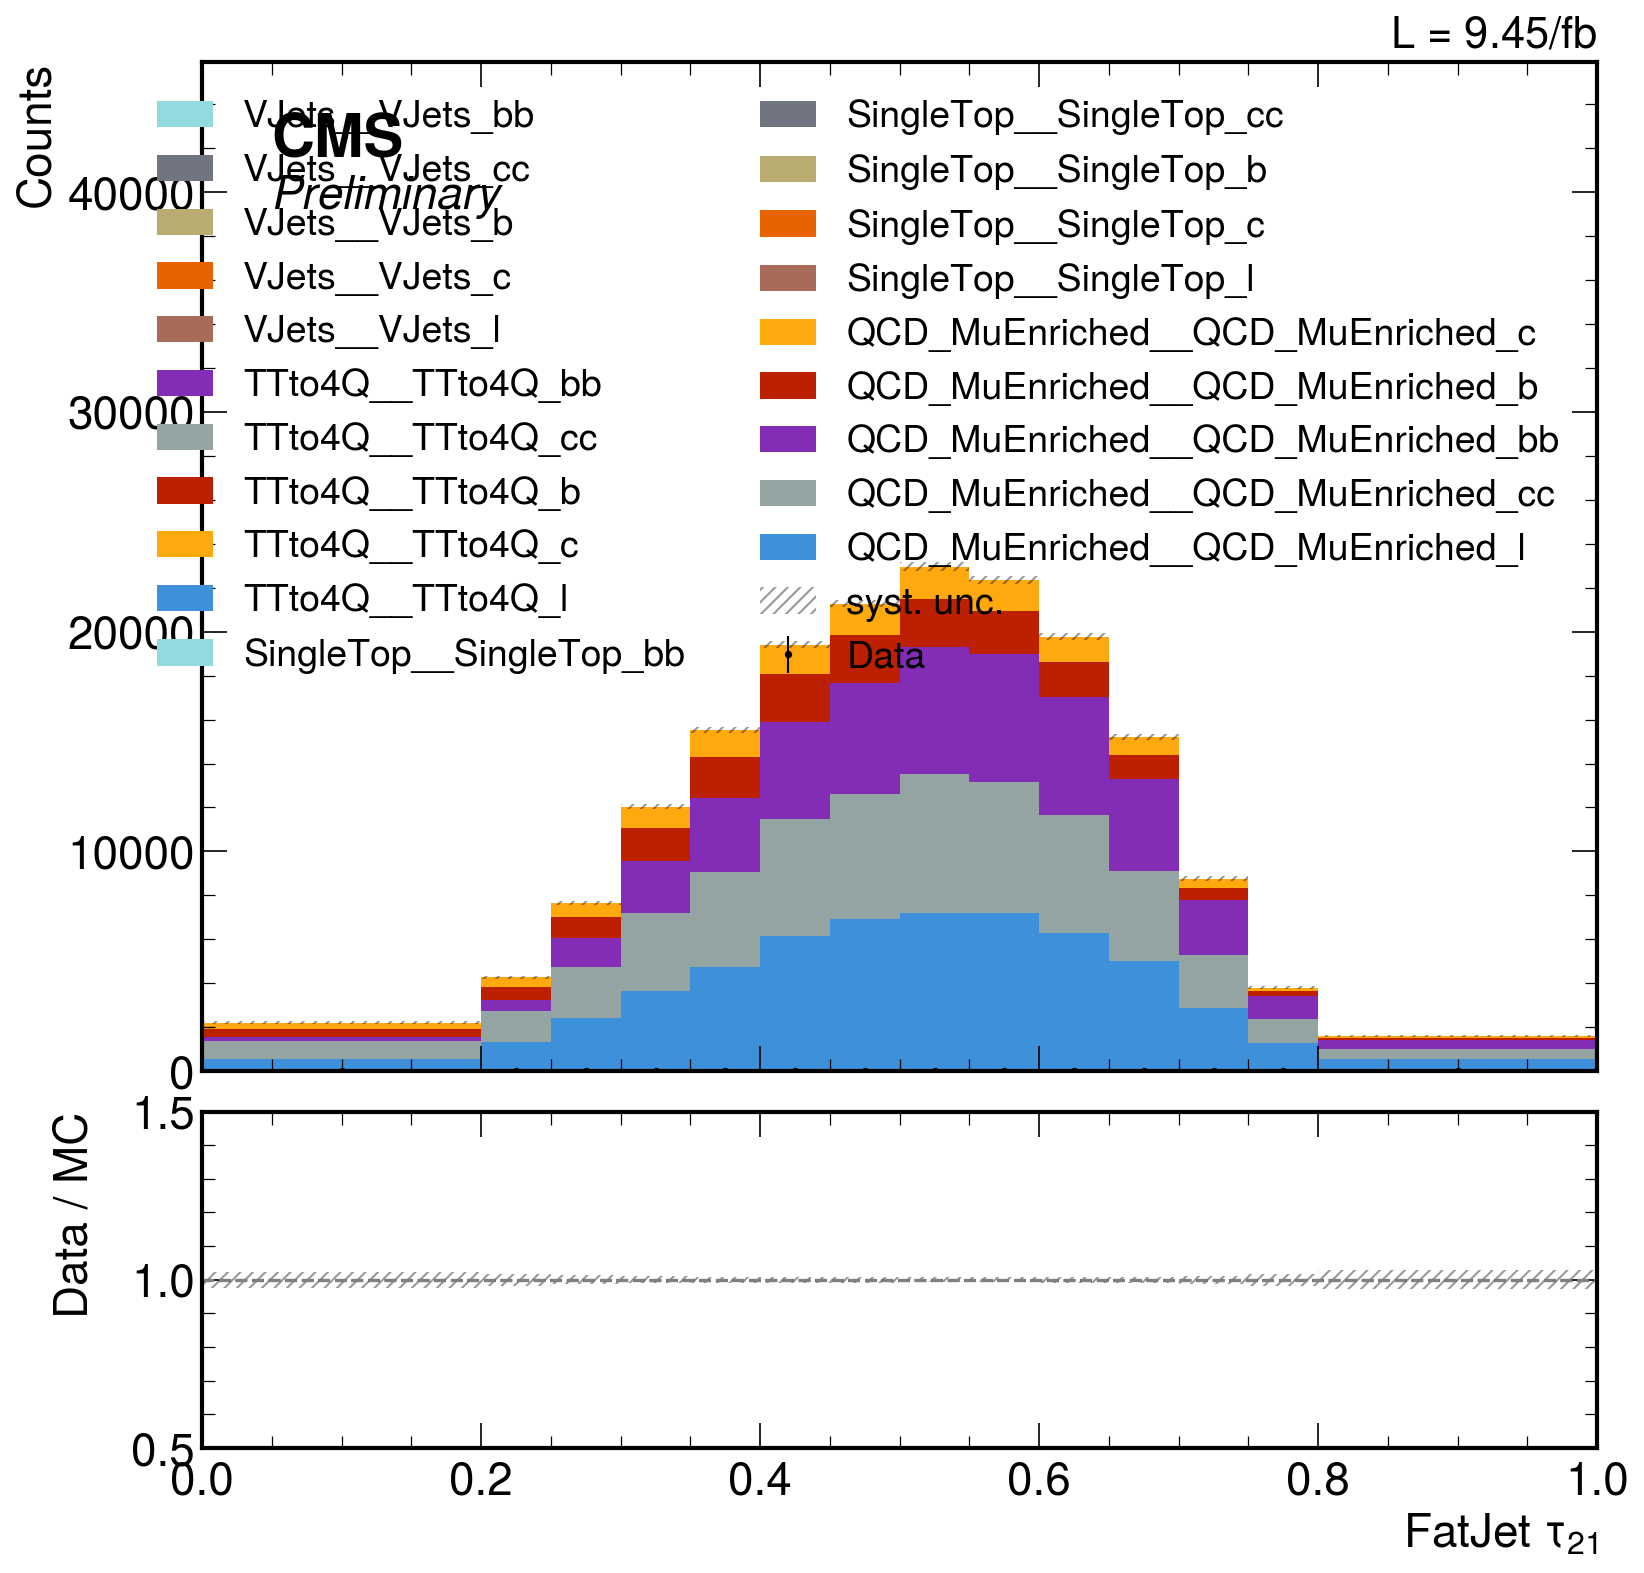 L = 9.45/fb
Counts
CMS
Preliminary
VJets__VJets_bb
VJets__VJets_cc
VJets__VJets_b
VJets__VJets_c
VJets__VJets_l
TTto4Q__TTto4Q_bb
TTto4Q__TTto4Q_cc
TTto4Q__TTto4Q_b
TTto4Q__TTto4Q_c
TTto4Q__TTto4Q_l
SingleTop__SingleTop_bb
SingleTop__SingleTop_cc
SingleTop__SingleTop_b
SingleTop__SingleTop_c
SingleTop__SingleTop_l
QCD_MuEnriched__QCD_MuEnriched_c
QCD_MuEnriched__QCD_MuEnriched_b
QCD_MuEnriched__QCD_MuEnriched_bb
QCD_MuEnriched__QCD_MuEnriched_cc
QCD_MuEnriched__QCD_MuEnriched_l
syst. unc.
Data
40000
30000
20000
10000
0
Data / MC
1.5
1.0
0.5
0.0 0.2 0.4 0.6 0.8 1.0
FatJet τ21